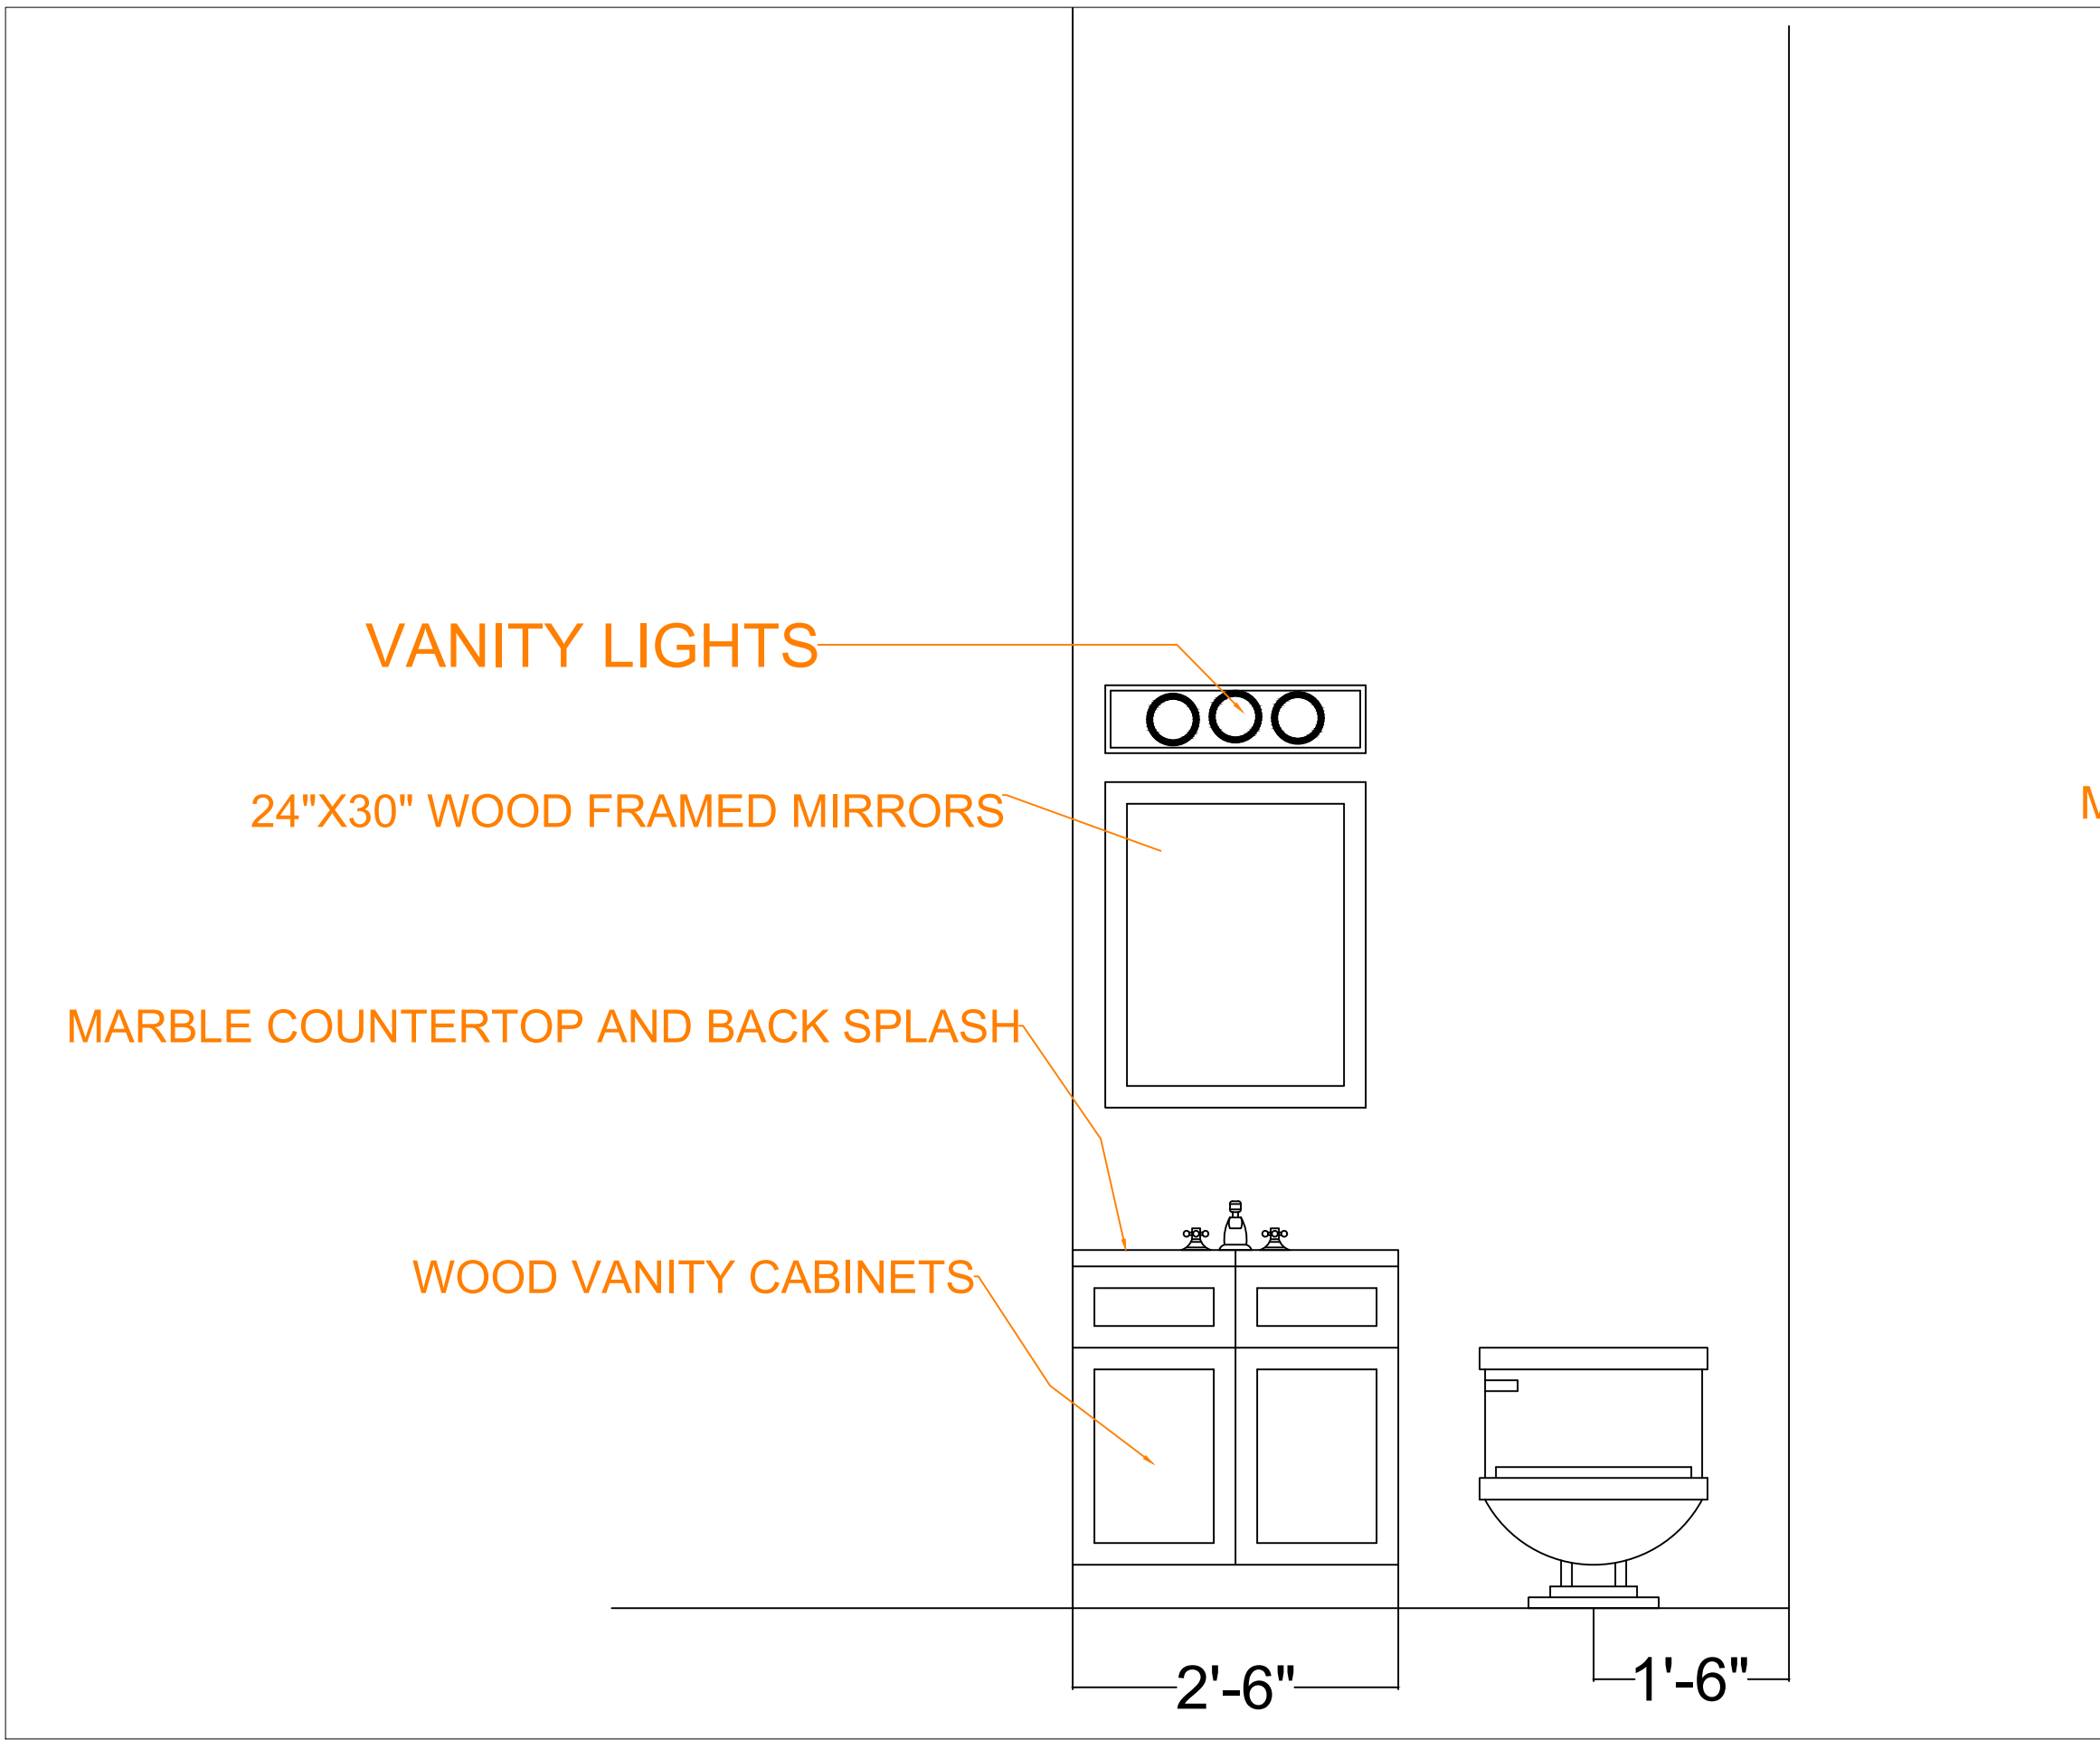 VANITY LIGHTS
24"X30" WOOD FRAMED MIRRORS
MARBLE COUNTERTOP AND BACK SPLASH
WOOD VANITY CABINETS
2'-6"
1'-6"